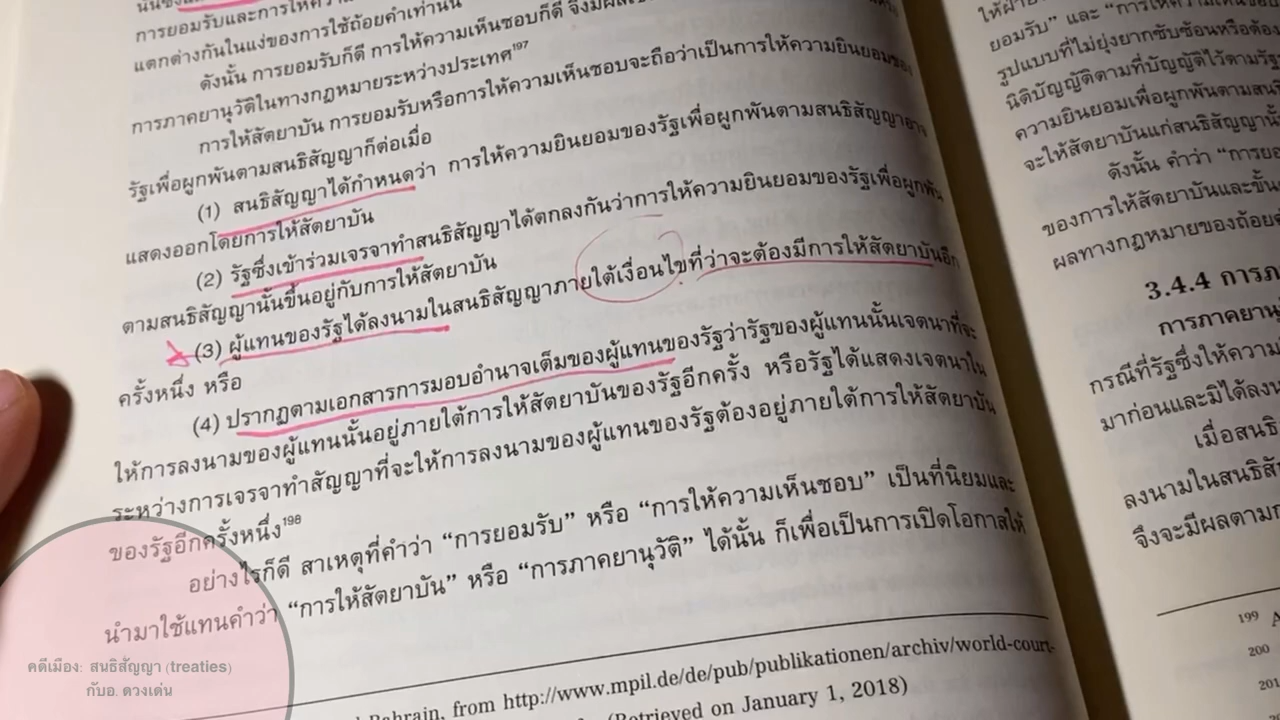 การยอมรับและการให้ความ
แตกต่างกันในแง่ของการใช้ถ้อยคำเท่านั้น
ดังนั้น การยอมรับก็ดี การให้ความเห็นชอบก็ดี จึงมีผล
การภาคยานุวัติในทางกฎหมายระหว่างประเทศ197
การให้สัตยาบัน การยอมรับหรือการให้ความเห็นชอบจะถือว่าเป็นการให้ความยินยอมของ
รัฐเพื่อผูกพันตามสนธิสัญญาก็ต่อเมื่อ
(1) สนธิสัญญาได้กำหนดว่า การให้ความยินยอมของรัฐเพื่อผูกพันตามสนธิสัญญาอาจ
แสดงออกโดยการให้สัตยาบัน
(2) รัฐซึ่งเข้าร่วมเจรจาทำสนธิสัญญาได้ตกลงกันว่าการให้ความยินยอมของรัฐเพื่อผูกพัน
ตามสนธิสัญญานั้นขึ้นอยู่กับการให้สัตยาบัน
(3) ผู้แทนของรัฐได้ลงนามในสนธิสัญญาภายใต้เงื่อนไขที่ว่าจะต้องมีการให้สัตยาบันอีก
ครั้งหนึ่ง หรือ
(4) ปรากฏตามเอกสารการมอบอำนาจเต็มของผู้แทนของรัฐว่ารัฐของผู้แทนนั้นเจตนาที่จะ
ให้การลงนามของผู้แทนนั้นอยู่ภายใต้การให้สัตยาบันของรัฐอีกครั้ง หรือรัฐได้แสดงเจตนาใน
ระหว่างการเจรจาทำสัญญาที่จะให้การลงนามของผู้แทนของรัฐต้องอยู่ภายใต้การให้สัตยาบัน
ของรัฐอีกครั้งหนึ่ง198
อย่างไรก็ดี สาเหตุที่คำว่า “การยอมรับ” หรือ “การให้ความเห็นชอบ” เป็นที่นิยมและ
นำมาใช้แทนคำว่า “การให้สัตยาบัน” หรือ “การภาคยานุวัติ” ได้นั้น ก็เพื่อเป็นการเปิดโอกาสให้
Bahrain, from http://www.mpil.de/de/pub/publikationen/archiv/world-court-
(Retrieved on January 1, 2018)
คดีเมือง: สนธิสัญญา (treaties)
กับอ. ดวงเด่น
ยอมรับ” และ “การให้ความเห็นชอบ
รูปแบบที่ไม่ยุ่งยากซับซ้อนหรือต้อง
นิติบัญญัติตามที่บัญญัติไว้ตามรัฐ
ความยินยอมเพื่อผูกพันตามสนธิ
จะให้สัตยาบันแก่สนธิสัญญานั้
ดังนั้น คำว่า “การยอ
ของการให้สัตยาบันและขั้น
ผลทางกฎหมายของถ้อย
3.4.4 การภ
การภาคยานุ
กรณีที่รัฐซึ่งให้ความ
มาก่อนและมิได้ลงน
เมื่อสนธิ
ลงนามในสนธิสั
จึงจะมีผลตาม
199
200
201